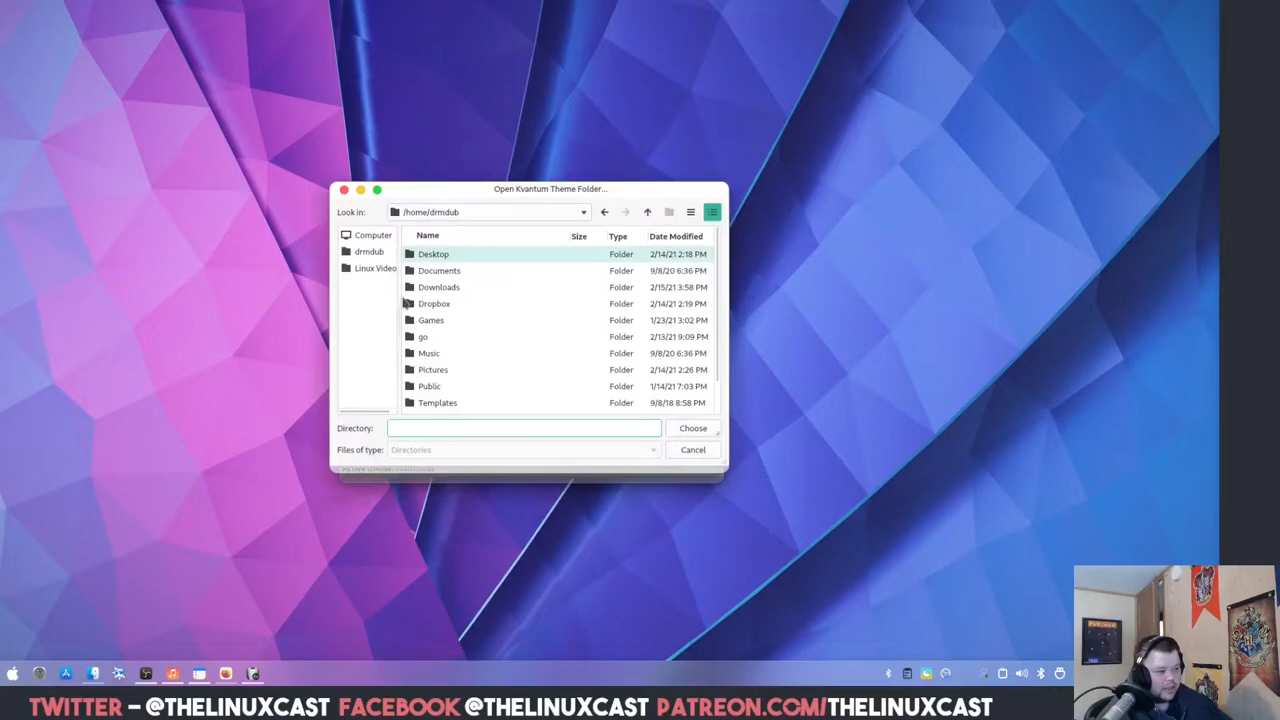 Open Kvantum Theme Folder...
Look in: /home/drmdub
Computer
drmdub
Linux Video
Name Size Type Date Modified
Desktop Folder 2/14/21 2:18 PM
Documents Folder 9/8/20 6:36 PM
Downloads Folder 2/15/21 3:58 PM
Dropbox Folder 2/14/21 2:19 PM
Games Folder 1/23/21 3:02 PM
go Folder 2/13/21 9:09 PM
Music Folder 9/8/20 6:36 PM
Pictures Folder 2/14/21 2:26 PM
Public Folder 1/14/21 7:03 PM
Templates Folder 9/8/18 8:58 PM
Directory: Choose
Files of type: Directories Cancel
TWITTER - @THELINUXCAST FACEBOOK @THELINUXCAST PATREON.COM/THELINUXCAST